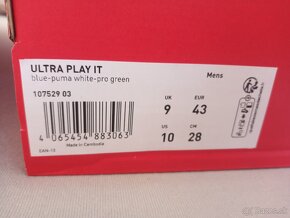 ULTRA PLAY IT
blue-puma white-pro green
Mens
107529 03
UK
EUR
9
43
US
CM
10
28
4 065454 883063
EAN-13
Made in Cambodia